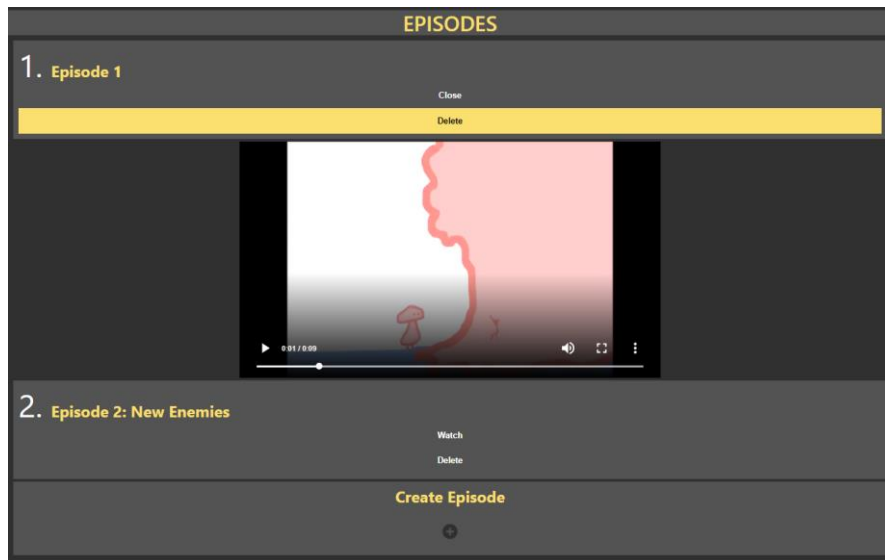 EPISODES
1. Episode 1
Close
Delete
0:01 / 0:09
2. Episode 2: New Enemies
Watch
Delete
Create Episode